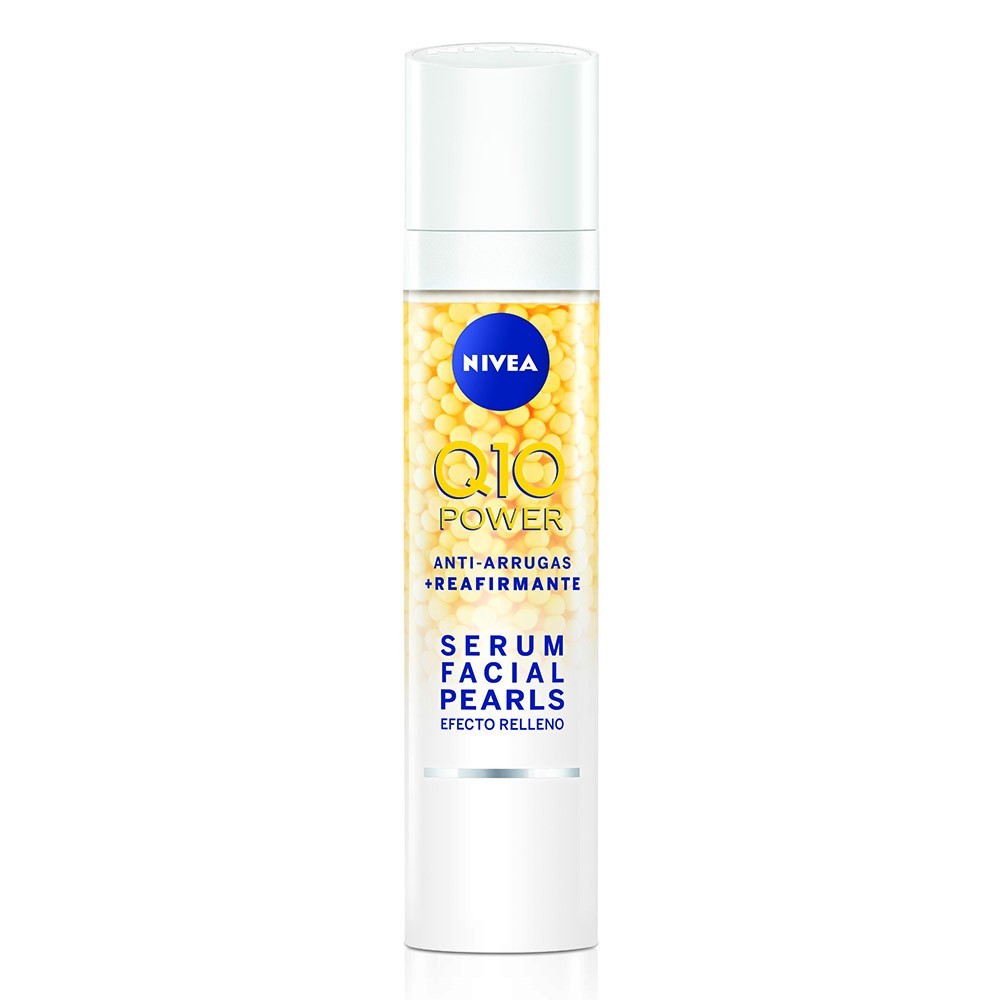 NIVEA
Q10
POWER
ANTI-ARRUGAS
+REAFIRMANTE
SERUM
FACIAL
PEARLS
EFECTO RELLENO